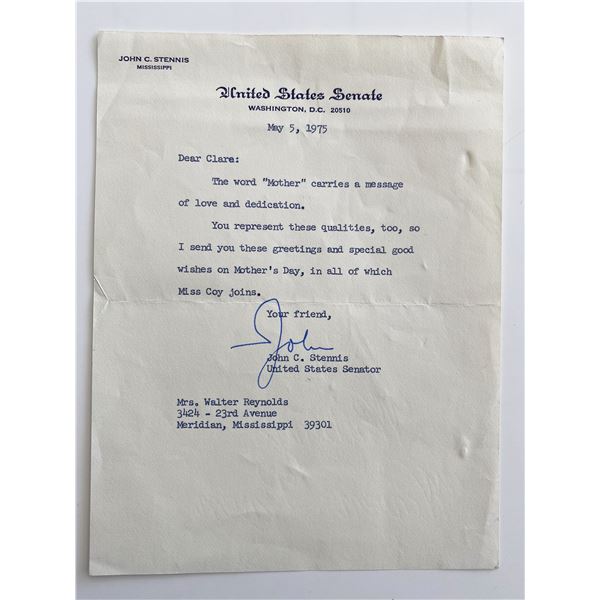 JOHN C. STENNIS
MISSISSIPPI
United States Senate
WASHINGTON, D.C. 20510
May 5, 1975
Dear Clare:
The word "Mother" carries a message
of love and dedication.
You represent these qualities, too, so
I send you these greetings and special good
wishes on Mother's Day, in all of which
Miss Coy joins.
Your friend,
John
John C. Stennis
United States Senator
Mrs. Walter Reynolds
3424 - 23rd Avenue
Meridian, Mississippi 39301